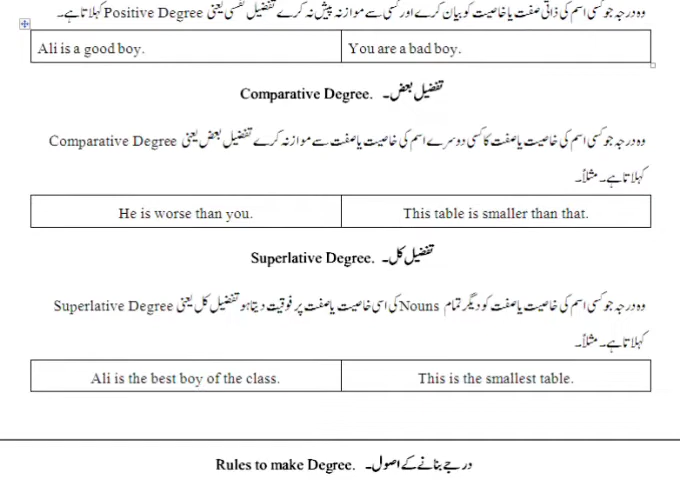 وہ درجہ جو کسی اسم کی ذاتی صفت یا خاصیت کو بیان کرے اور کسی سے موازنہ پیش نہ کرے تفضیل نفسی یعنی Positive Degree کہلاتا ہے۔
Ali is a good boy. You are a bad boy.
Comparative Degree. تفضیل بعض۔
وہ درجہ جو کسی اسم کی خاصیت یا صفت کا کسی دوسرے اسم کی خاصیت یا صفت سے موازنہ کرے تفضیل بعض یعنی Comparative Degree
کہلاتا ہے۔ مثلاً۔
He is worse than you. This table is smaller than that.
Superlative Degree. تفضیل کل۔
وہ درجہ جو کسی اسم کی خاصیت یا صفت کو دیگر تمام Nouns کی اسی خاصیت یا صفت پر فوقیت دیتا ہو تفضیل کل یعنی Superlative Degree
کہلاتا ہے۔ مثلاً۔
Ali is the best boy of the class. This is the smallest table.
Rules to make Degree. درجے بنانے کے اصول۔